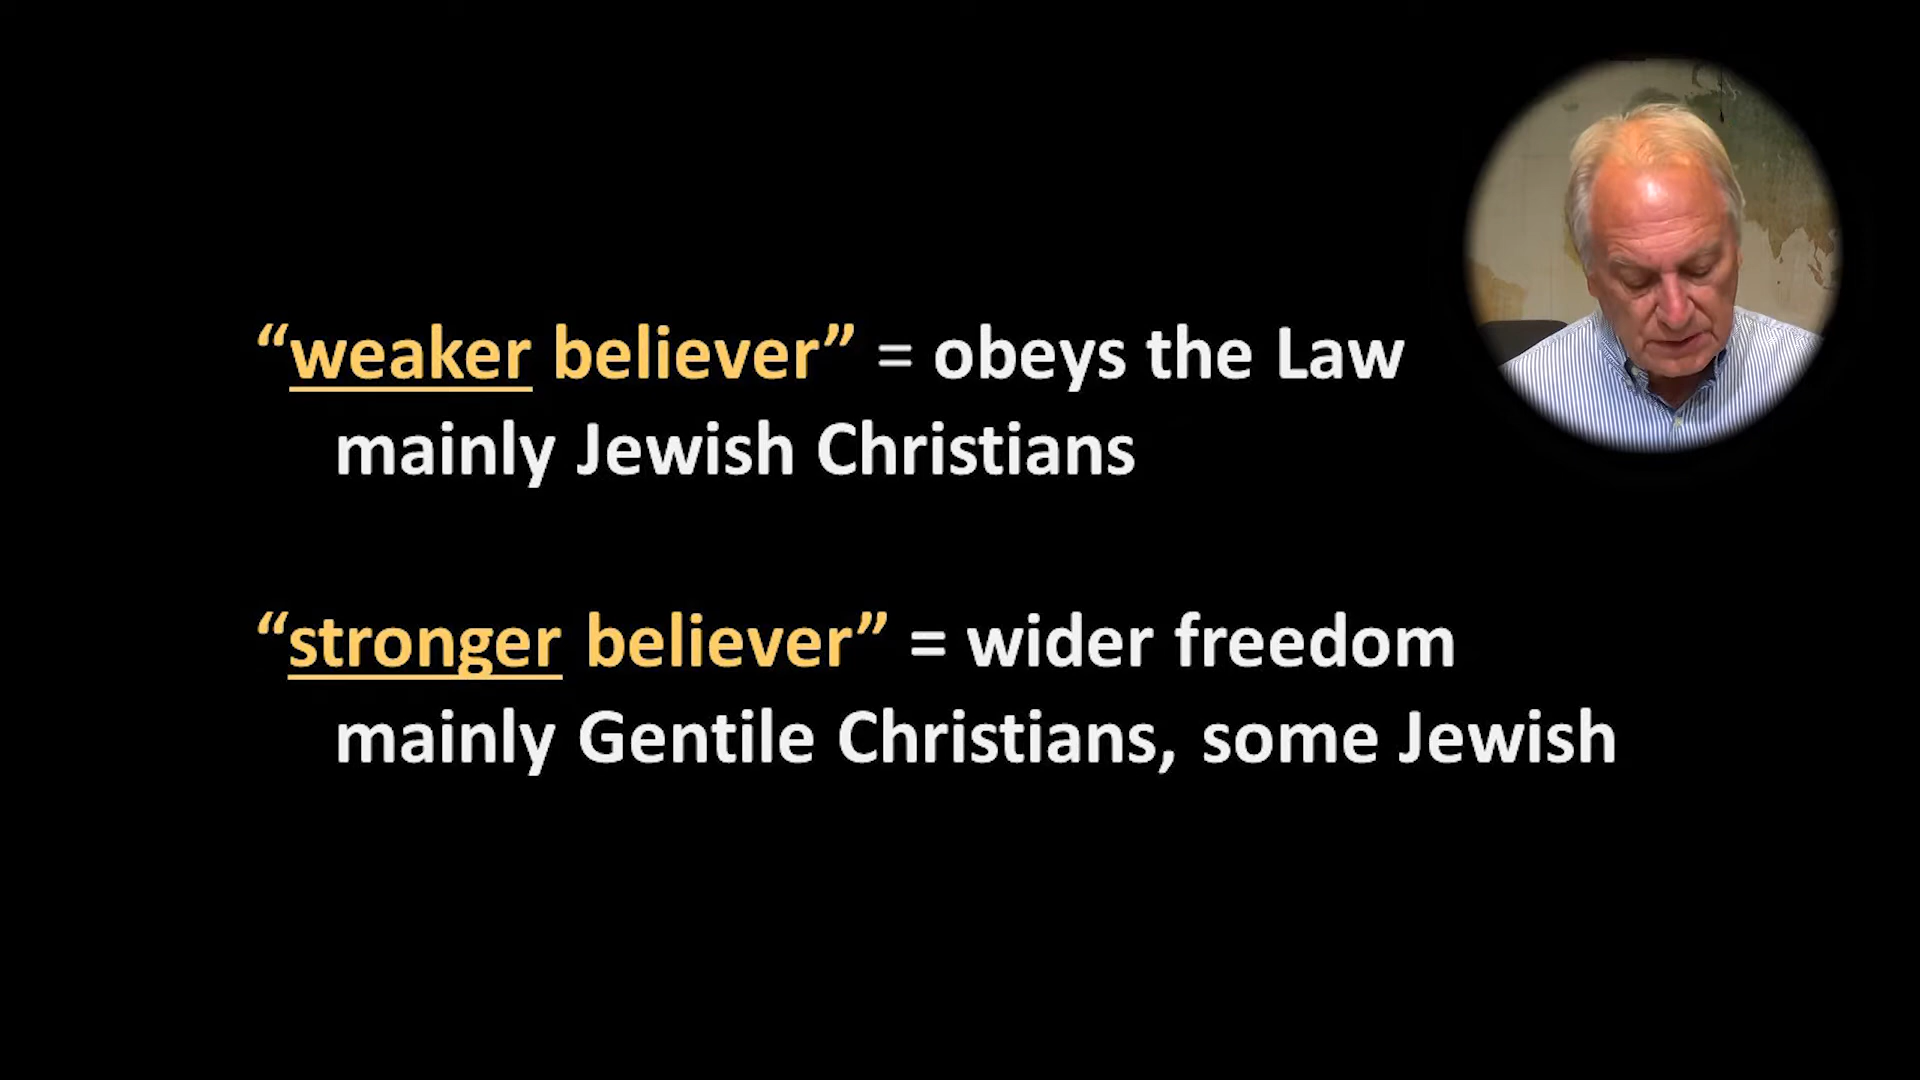 “weaker believer” = obeys the Law
mainly Jewish Christians
“stronger believer” = wider freedom
mainly Gentile Christians, some Jewish